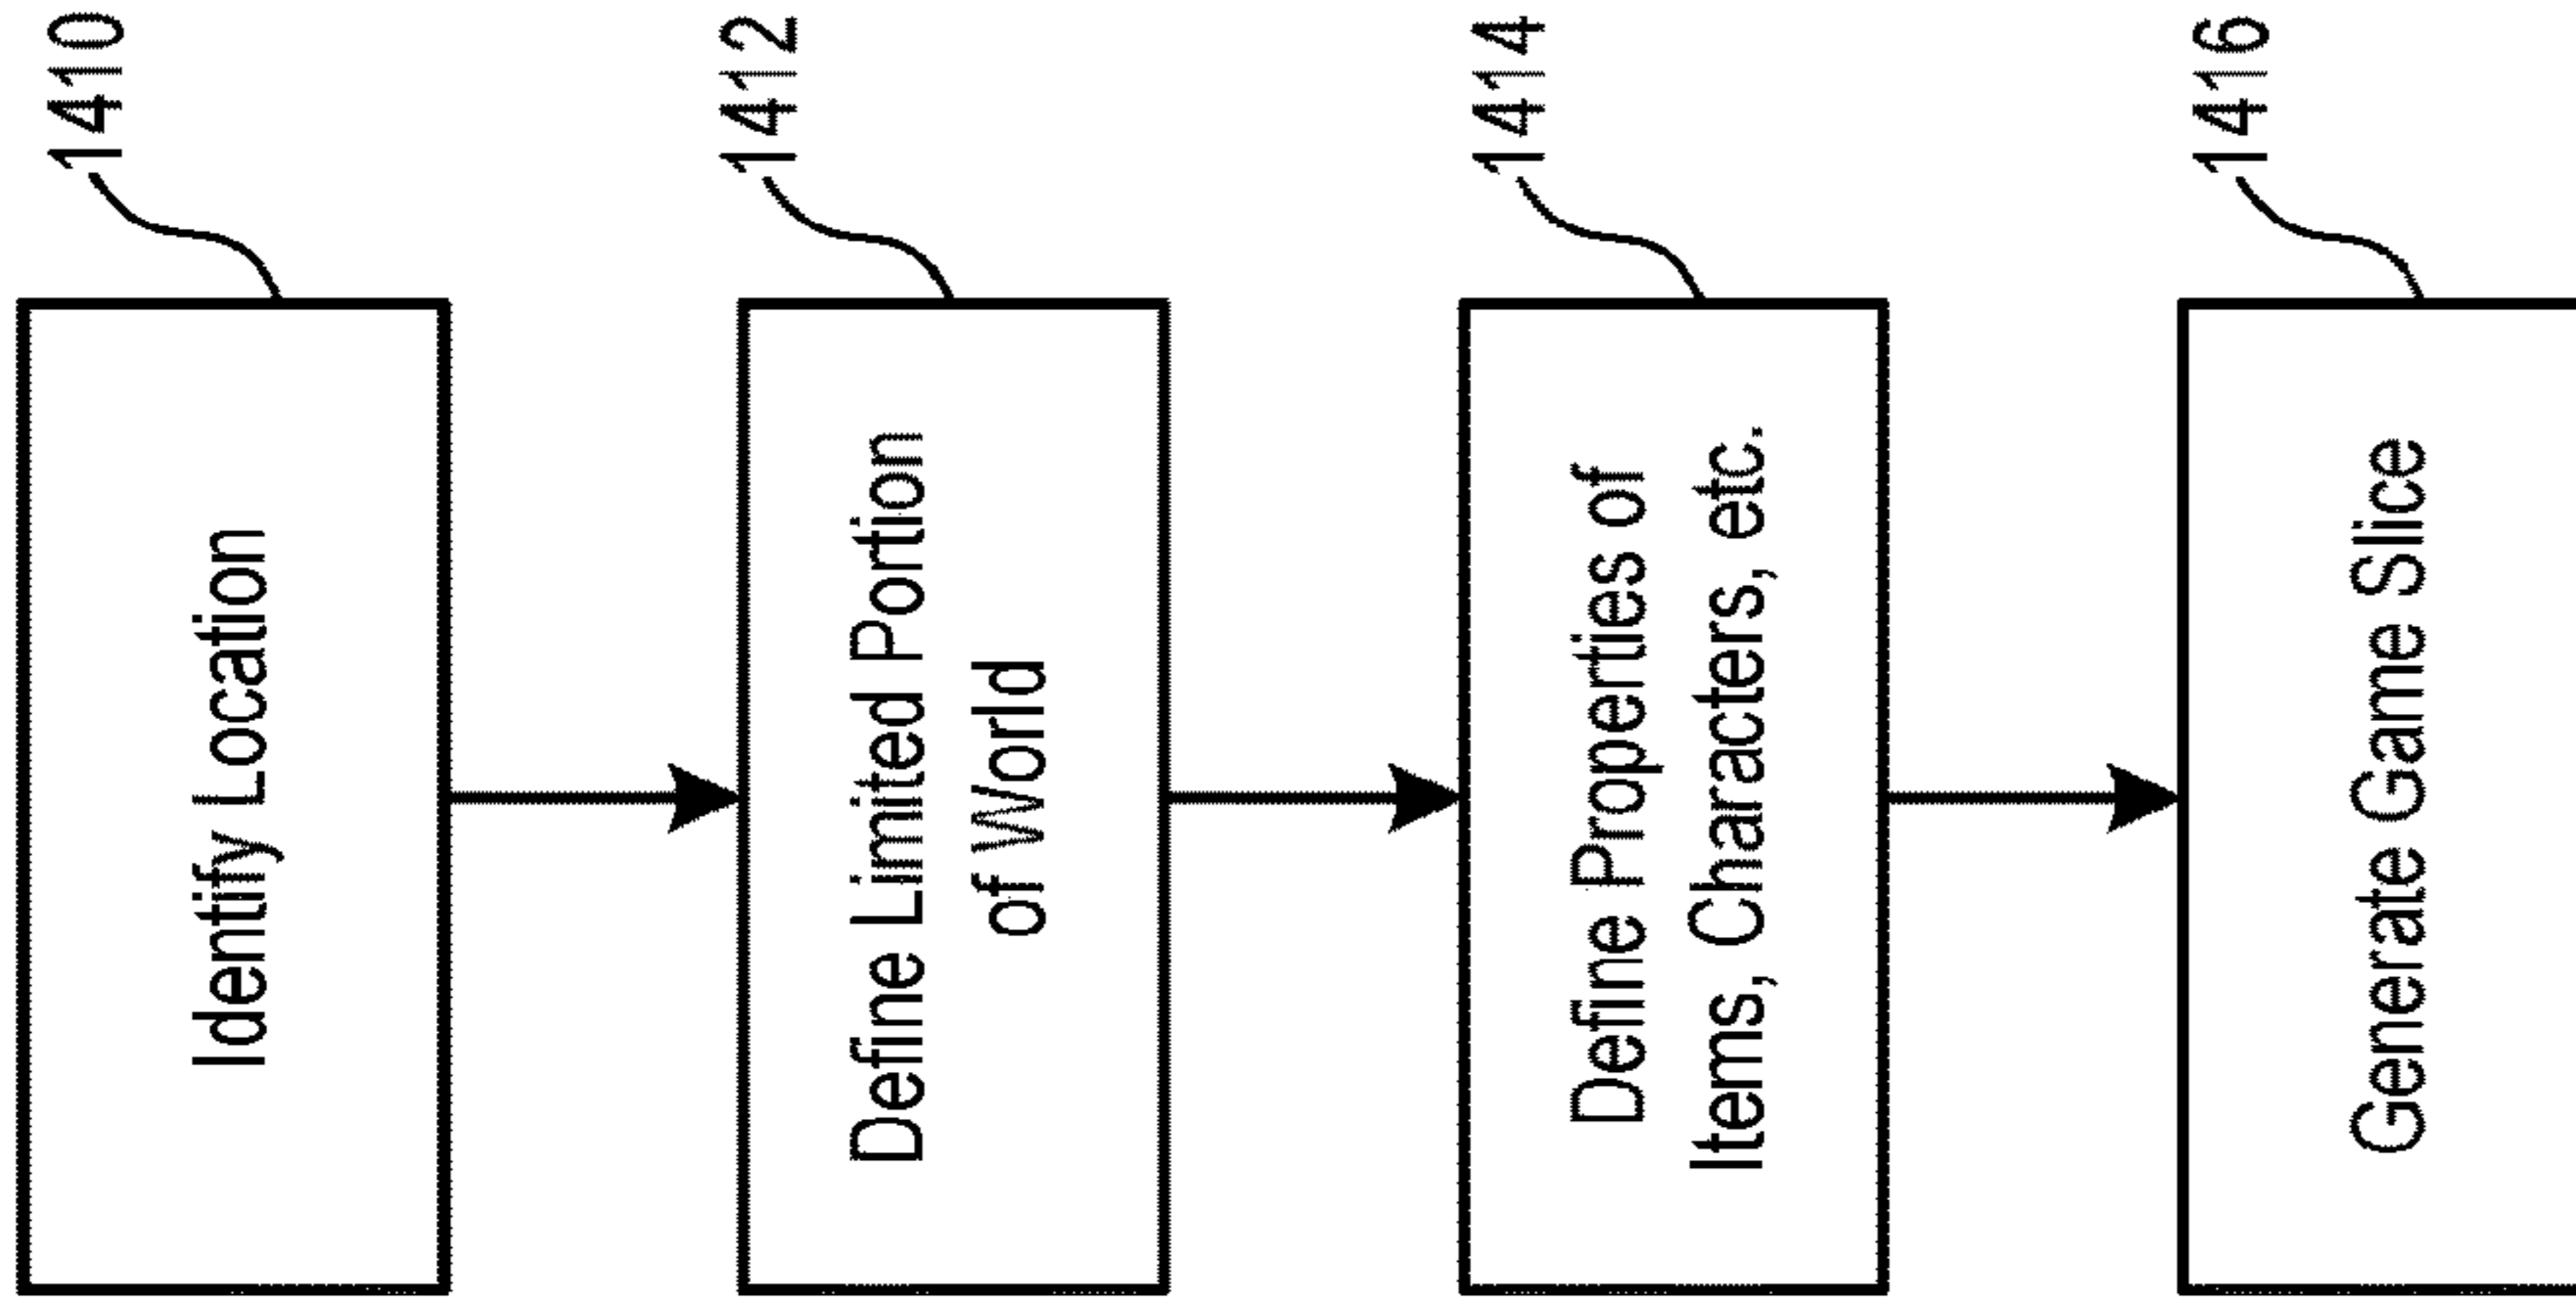 Identify Location
1410
Define Limited Portion
of World
1412
Define Properties of
Items, Characters, etc.
1414
Generate Game Slice
1416